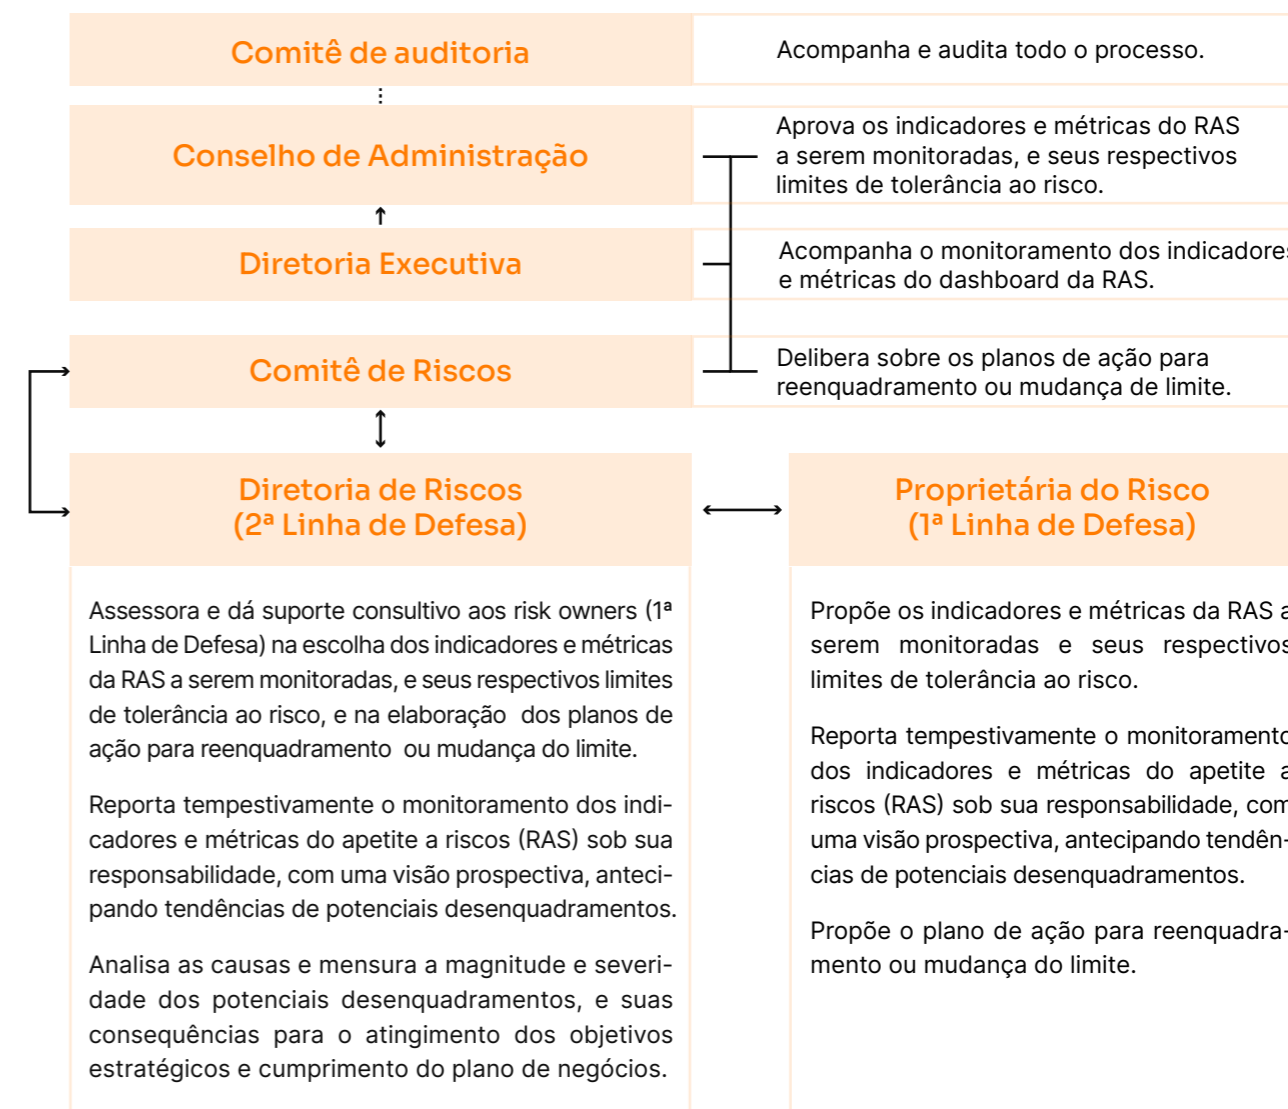 Comitê de auditoria
Acompanha e audita todo o processo.
Conselho de Administração
Aprova os indicadores e métricas do RAS
a serem monitoradas, e seus respectivos
limites de tolerância ao risco.
Diretoria Executiva
Acompanha o monitoramento dos indicadores
e métricas do dashboard da RAS.
Comitê de Riscos
Delibera sobre os planos de ação para
reenquadramento ou mudança de limite.
Diretoria de Riscos
(2ª Linha de Defesa)
Assessora e dá suporte consultivo aos risk owners (1ª
Linha de Defesa) na escolha dos indicadores e métricas
da RAS a serem monitoradas, e seus respectivos limites
de tolerância ao risco, e na elaboração  dos planos de
ação para reenquadramento  ou mudança do limite.
Reporta tempestivamente o monitoramento dos indi-
cadores e métricas do apetite a riscos (RAS) sob sua
responsabilidade, com uma visão prospectiva, anteci-
pando tendências de potenciais desenquadramentos.
Analisa as causas e mensura a magnitude e severi-
dade dos potenciais desenquadramentos, e suas
consequências para o atingimento dos objetivos
estratégicos e cumprimento do plano de negócios.
Proprietária do Risco
(1ª Linha de Defesa)
Propõe os indicadores e métricas da RAS a
serem monitoradas e seus respectivos
limites de tolerância ao risco.
Reporta tempestivamente o monitoramento
dos indicadores e métricas do apetite a
riscos (RAS) sob sua responsabilidade, com
uma visão prospectiva, antecipando tendên-
cias de potenciais desenquadramentos.
Propõe o plano de ação para reenquadra-
mento ou mudança do limite.